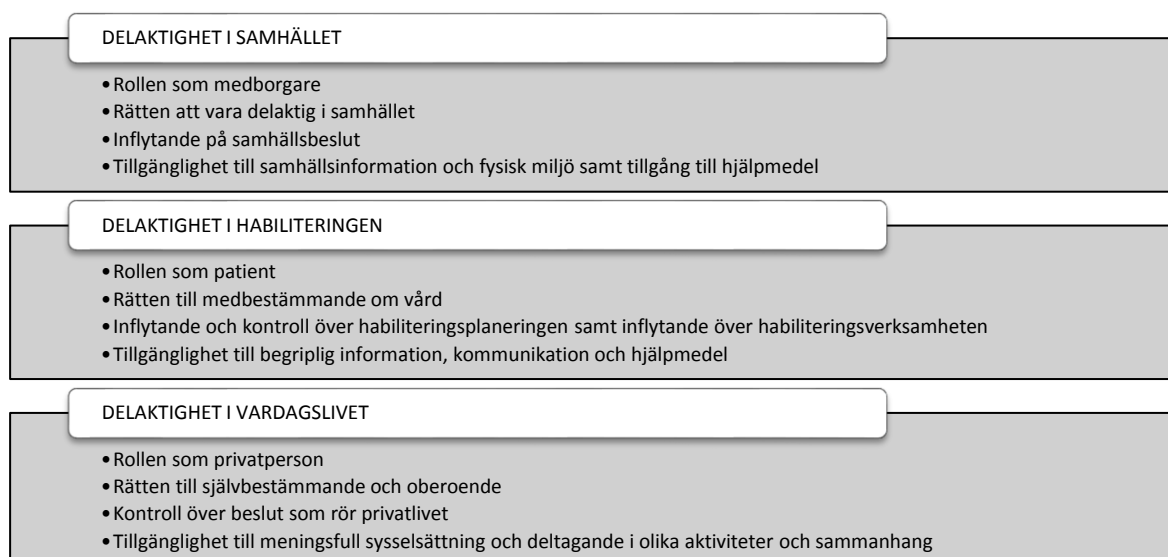 DELAKTIGHET I SAMHÄLLET
•Rollen som medborgare
•Rätten att vara delaktig i samhället
•Inflytande på samhällsbeslut
•Tillgänglighet till samhällsinformation och fysisk miljö samt tillgång till hjälpmedel
DELAKTIGHET I HABILITERINGEN
•Rollen som patient
•Rätten till medbestämmande om vård
•Inflytande och kontroll över habiliteringsplaneringen samt inflytande över habiliteringsverksamheten
•Tillgänglighet till begriplig information, kommunikation och hjälpmedel
DELAKTIGHET I VARDAGSLIVET
•Rollen som privatperson
•Rätten till självbestämmande och oberoende
•Kontroll över beslut som rör privatlivet
•Tillgänglighet till meningsfull sysselsättning och deltagande i olika aktiviteter och sammanhang